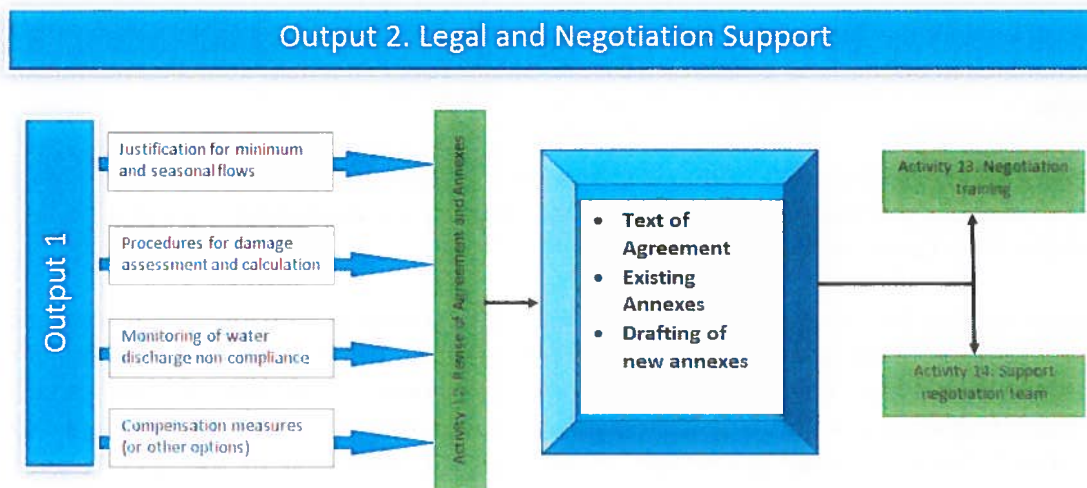 Output 2. Legal and Negotiation Support
Output 1
Justification for minimum
and seasonal flows
Procedures for damage
assessment and calculation
Monitoring of water
discharge non-compliance
Compensation measures
(or other options)
Activity 12. Revise of Agreement and Annexes
• Text of
Agreement
• Existing
Annexes
• Drafting of
new annexes
Activity 13. Negotiation
training
Activity 14. Support
negotiation team